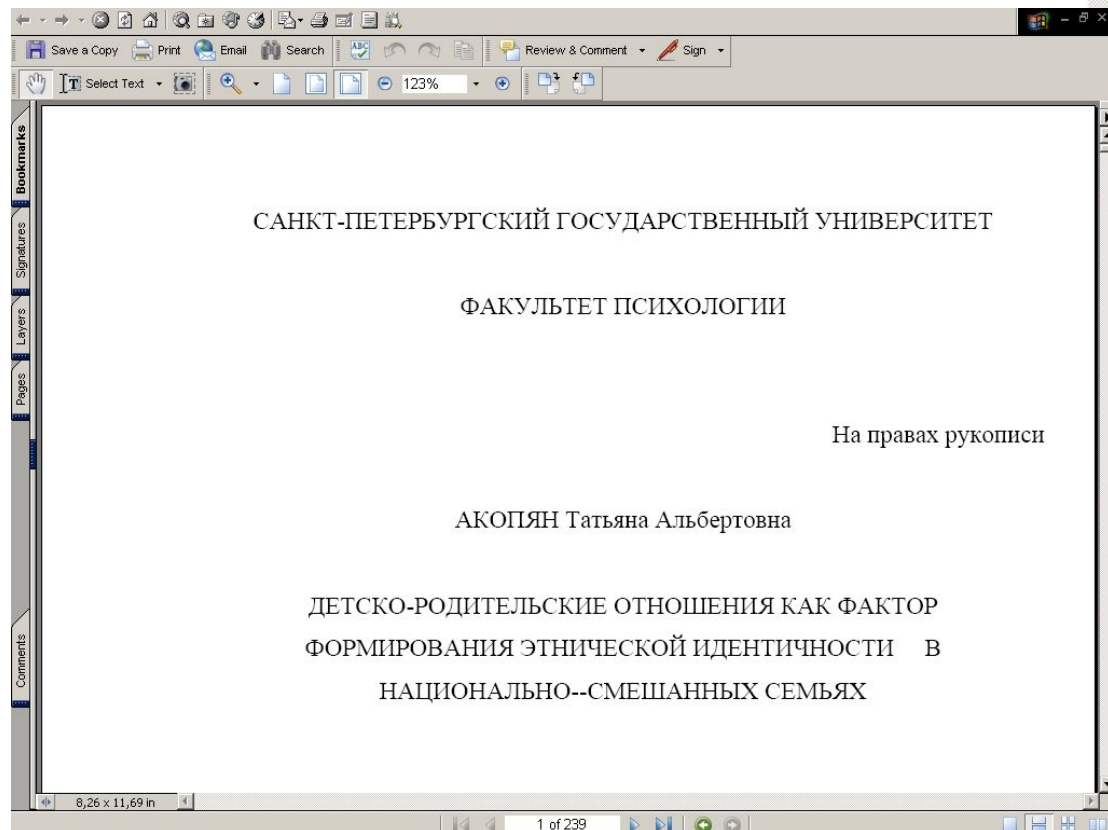 Save a Copy Print Email Search ABC Review & Comment Sign
Select Text 123%
Bookmarks
Signatures
Layers
Pages
Comments
САНКТ-ПЕТЕРБУРГСКИЙ ГОСУДАРСТВЕННЫЙ УНИВЕРСИТЕТ
ФАКУЛЬТЕТ ПСИХОЛОГИИ
На правах рукописи
АКОПЯН Татьяна Альбертовна
ДЕТСКО-РОДИТЕЛЬСКИЕ ОТНОШЕНИЯ КАК ФАКТОР
ФОРМИРОВАНИЯ ЭТНИЧЕСКОЙ ИДЕНТИЧНОСТИ В
НАЦИОНАЛЬНО--СМЕШАННЫХ СЕМЬЯХ
8,26 x 11,69 in
1 of 239